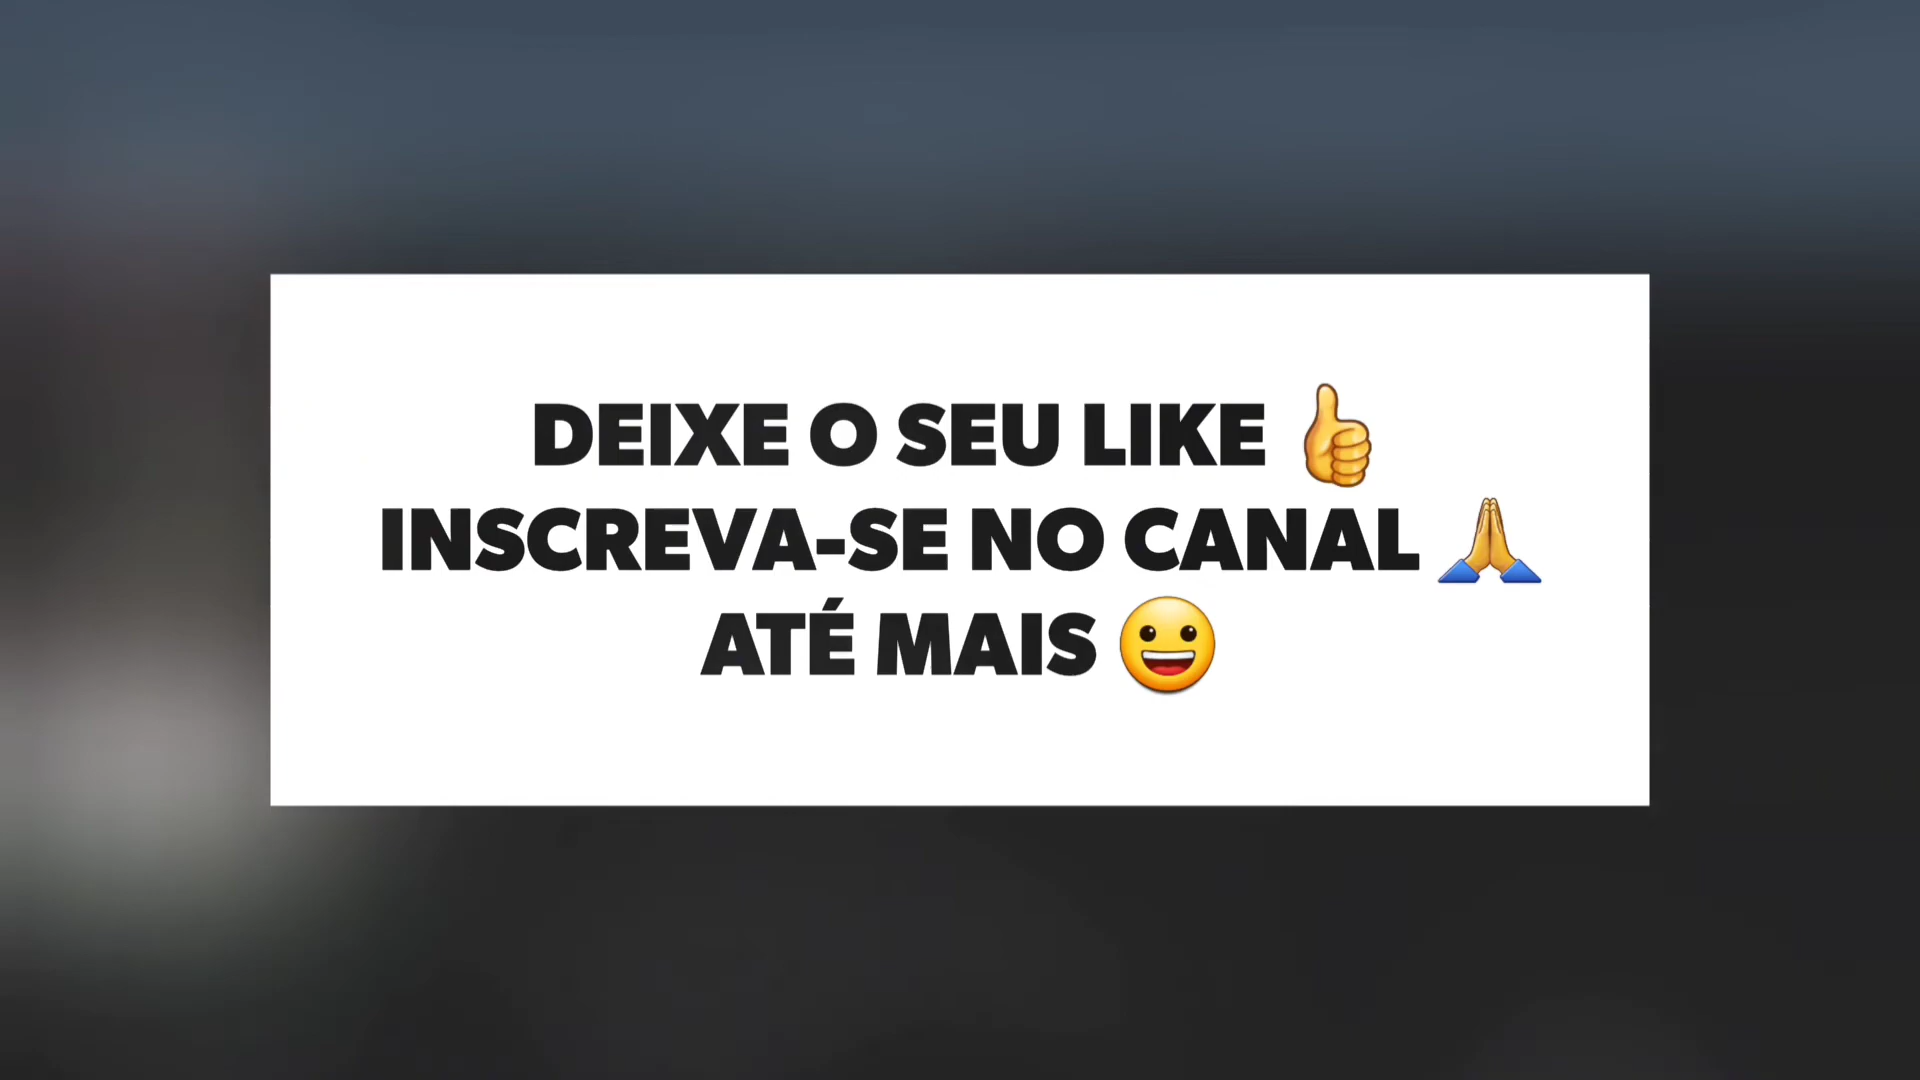 DEIXE O SEU LIKE 👍
INSCREVA-SE NO CANAL 🙏
ATÉ MAIS 😀